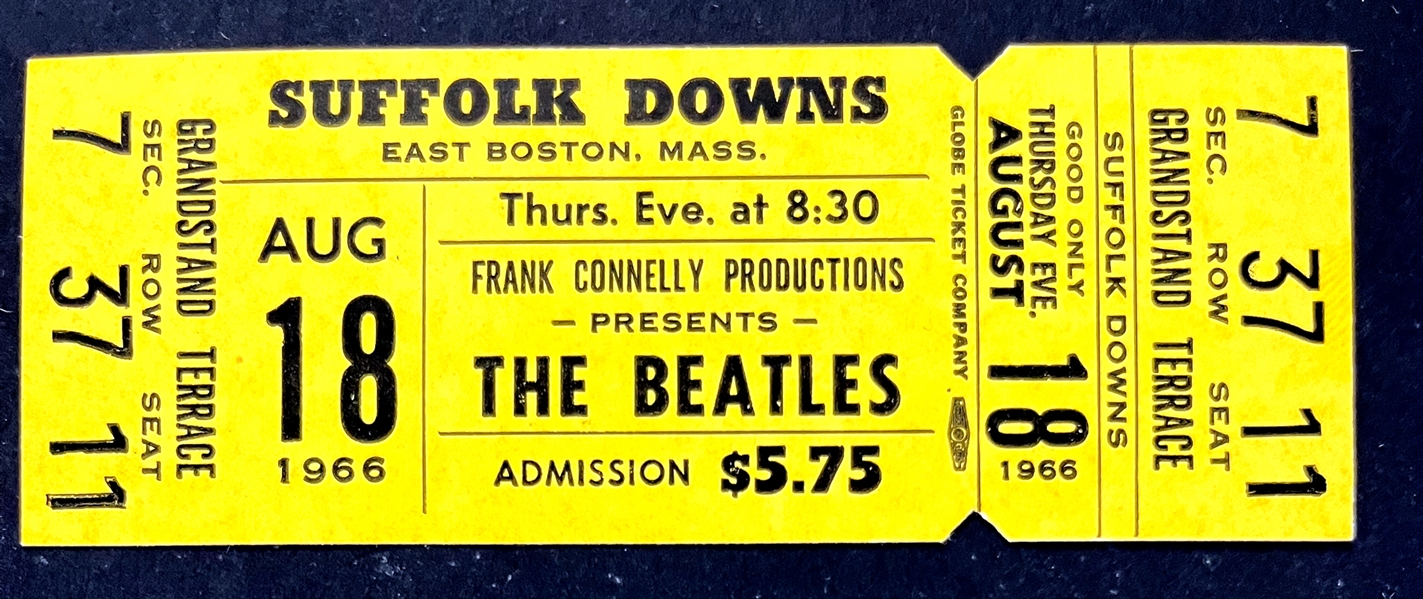 7 37 11
SEC. ROW SEAT
GRANDSTAND TERRACE
SUFFOLK DOWNS
EAST BOSTON, MASS.
AUG
18
1966
Thurs. Eve. at 8:30
FRANK CONNELLY PRODUCTIONS
— PRESENTS —
THE BEATLES
ADMISSION $5.75
GLOBE TICKET COMPANY
GOOD ONLY
THURSDAY EVE.
AUGUST 18
1966
SUFFOLK DOWNS
7 37 11
SEC. ROW SEAT
GRANDSTAND TERRACE